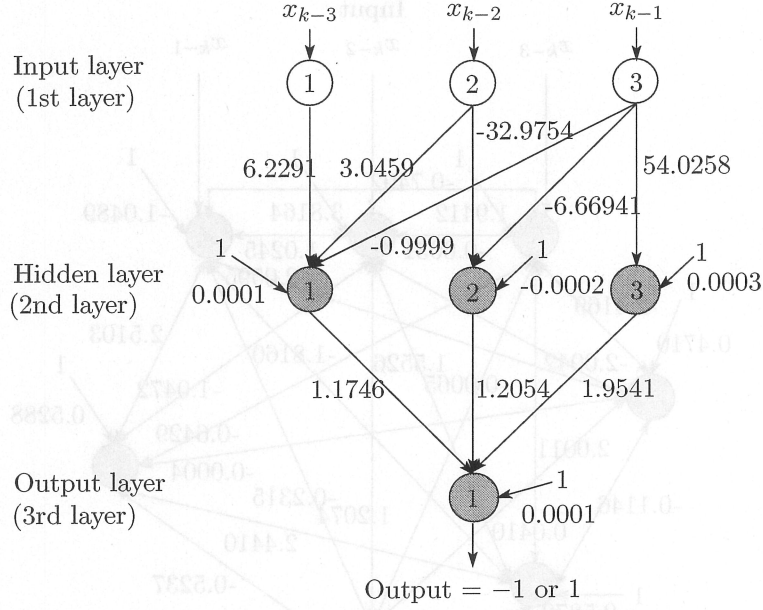 x_{k-3} x_{k-2} x_{k-1}
Input layer
(1st layer)
1 2 3
-32.9754
6.2291 3.0459 54.0258
-6.66941
-0.9999
1 1 1
Hidden layer
(2nd layer)
1 2 3
0.0001 -0.0002 0.0003
1.1746 1.2054 1.9541
Output layer
(3rd layer)
1 1
0.0001
Output = −1 or 1